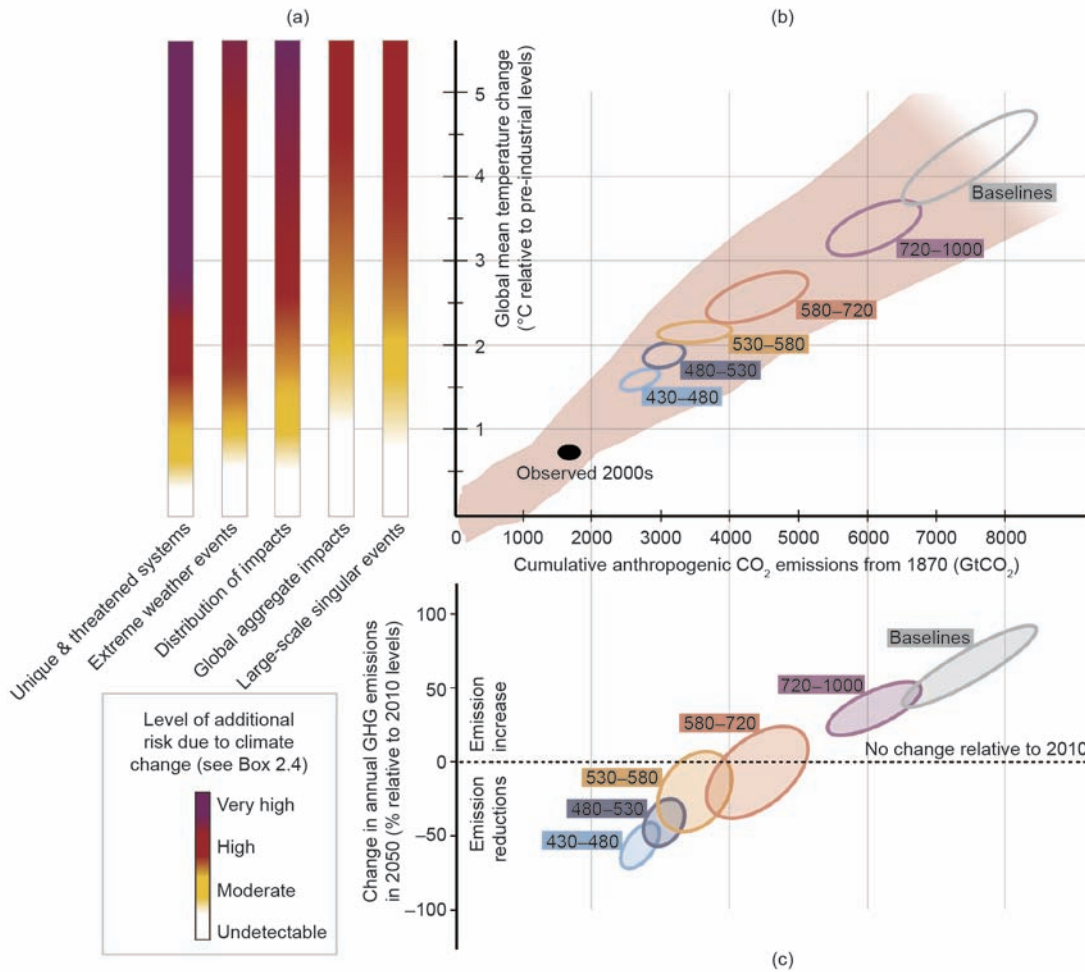 (a)
(b)
Global mean temperature change
(°C relative to pre-industrial levels)
5
4
3
2
1
Baselines
720–1000
580–720
530–580
480–530
430–480
Observed 2000s
0
1000
2000
3000
4000
5000
6000
7000
8000
Cumulative anthropogenic CO₂ emissions from 1870 (GtCO₂)
Unique & threatened systems
Extreme weather events
Distribution of impacts
Global aggregate impacts
Large-scale singular events
Level of additional
risk due to climate
change (see Box 2.4)
Very high
High
Moderate
Undetectable
Change in annual GHG emissions
in 2050 (% relative to 2010 levels)
100
50
0
–50
–100
Emission
increase
Emission
reductions
Baselines
720–1000
580–720
No change relative to 2010
530–580
480–530
430–480
(c)